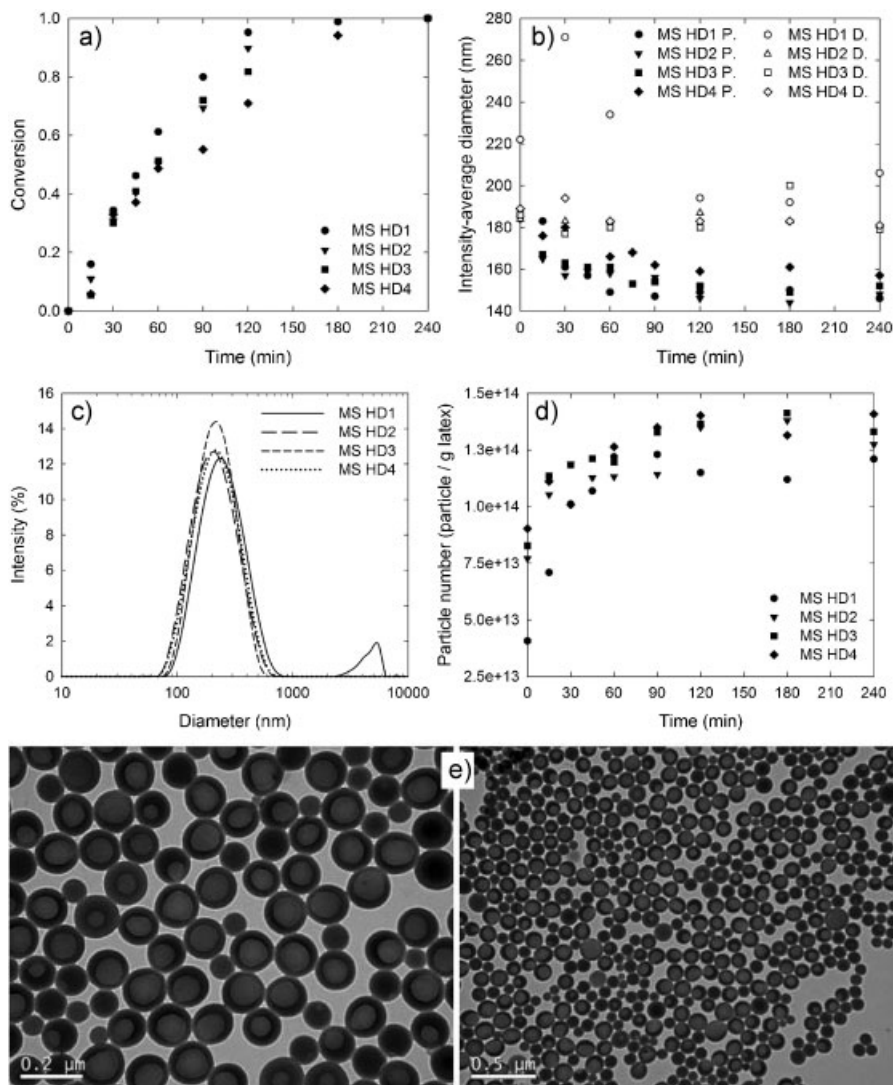 a)
Conversion
1.0
0.8
0.6
0.4
0.2
0.0
MS HD1
MS HD2
MS HD3
MS HD4
0 30 60 90 120 150 180 210 240
Time (min)
b)
Intensity-average diameter (nm)
280
260
240
220
200
180
160
140
MS HD1 P. MS HD1 D.
MS HD2 P. MS HD2 D.
MS HD3 P. MS HD3 D.
MS HD4 P. MS HD4 D.
0 30 60 90 120 150 180 210 240
Time (min)
c)
Intensity (%)
16
14
12
10
8
6
4
2
0
MS HD1
MS HD2
MS HD3
MS HD4
10 100 1000 10000
Diameter (nm)
d)
Particle number (particle / g latex)
1.5e+14
1.3e+14
1.0e+14
7.5e+13
5.0e+13
2.5e+13
MS HD1
MS HD2
MS HD3
MS HD4
0 30 60 90 120 150 180 210 240
Time (min)
e)
0.2 μm
0.5 μm